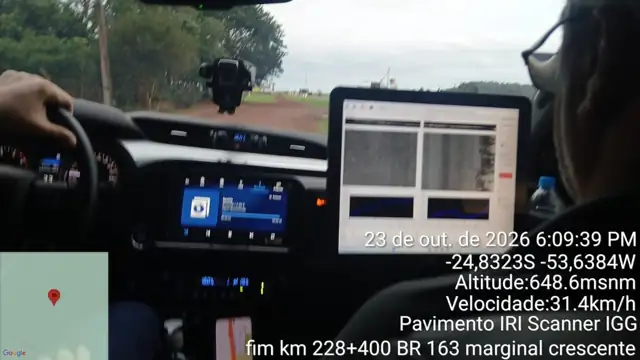 23 de out. de 2026 6:09:39 PM
-24,8323S -53,6384W
Altitude:648.6msnm
Velocidade:31.4km/h
Pavimento IRI Scanner IGG
fim km 228+400 BR 163 marginal crescente
Google